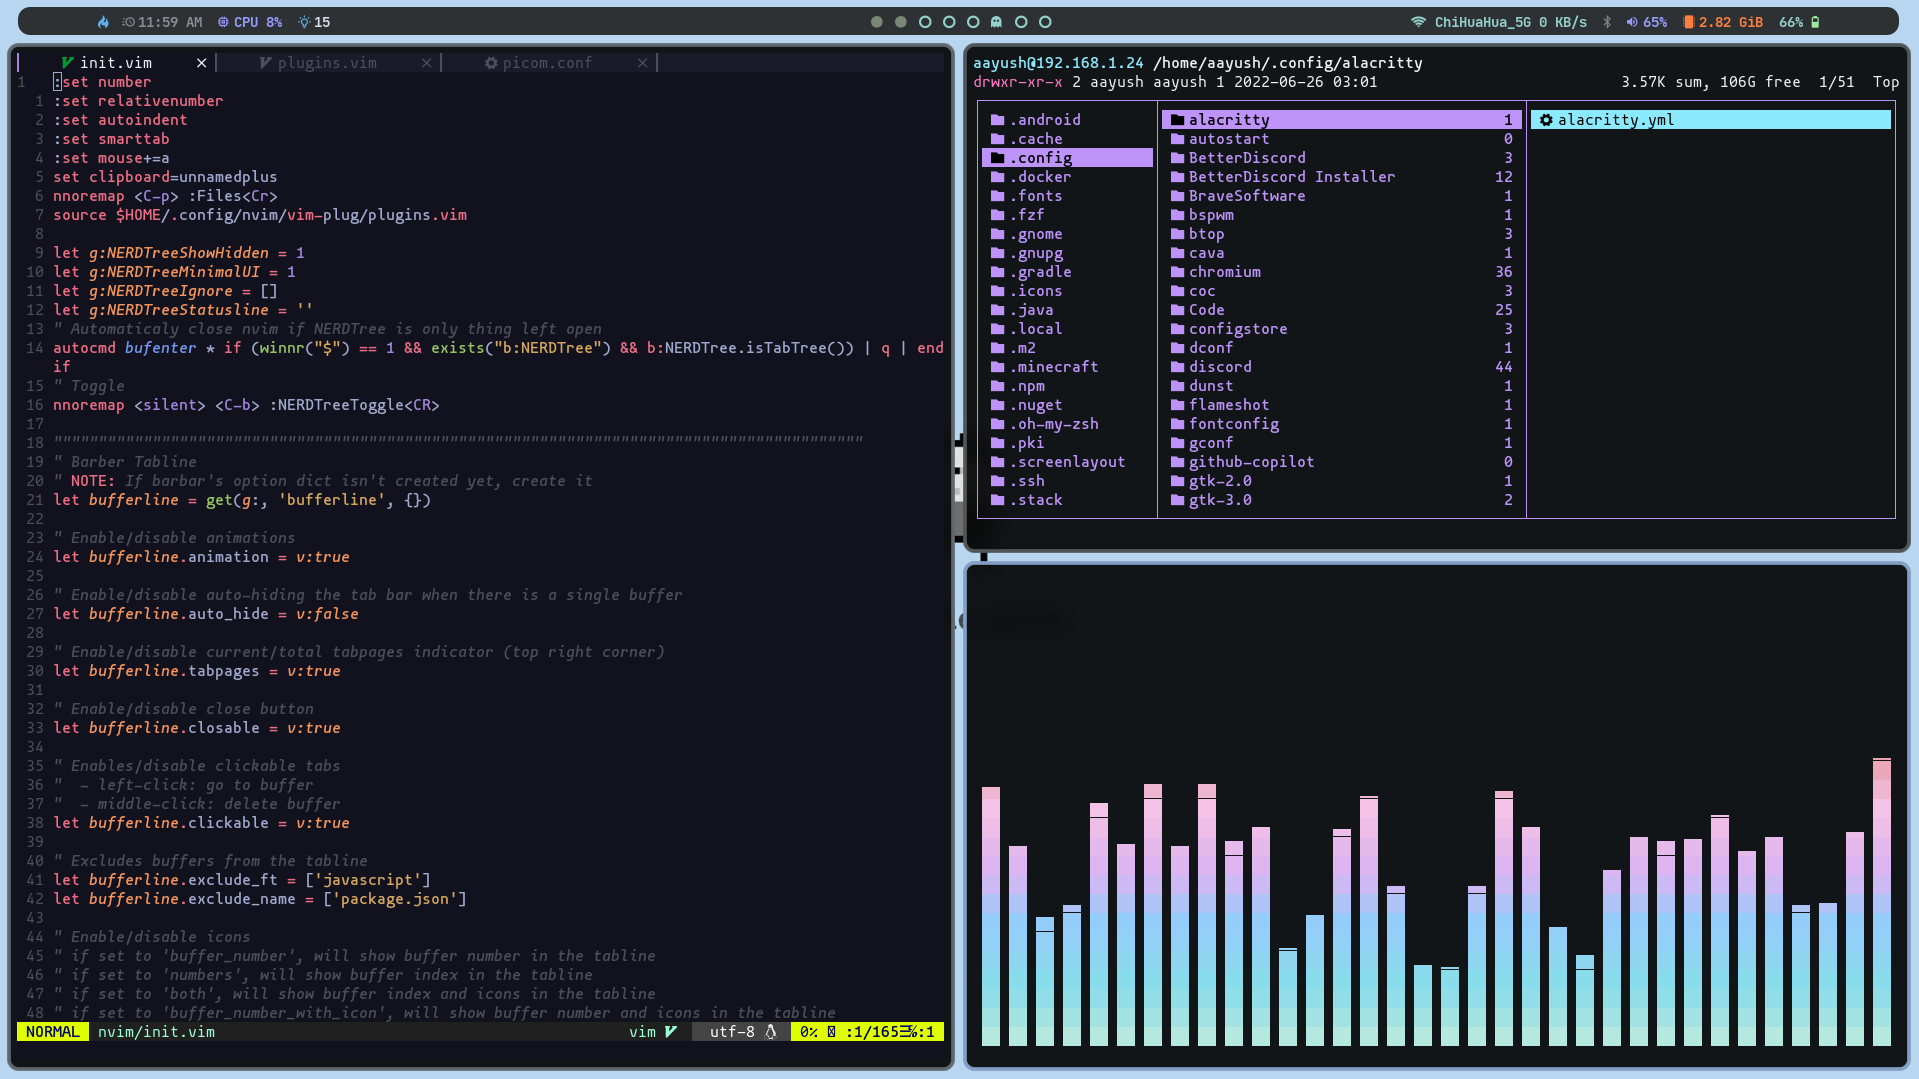 11:59 AM CPU 8% 15
ChiHuaHua_5G 0 KB/s 65% 2.82 GiB 66%
init.vim × plugins.vim × picom.conf ×
1 :set number
1 :set relativenumber
2 :set autoindent
3 :set smarttab
4 :set mouse+=a
5 set clipboard=unnamedplus
6 nnoremap <C-p> :Files<Cr>
7 source $HOME/.config/nvim/vim-plug/plugins.vim
8
9 let g:NERDTreeShowHidden = 1
10 let g:NERDTreeMinimalUI = 1
11 let g:NERDTreeIgnore = []
12 let g:NERDTreeStatusline = ''
13 " Automaticaly close nvim if NERDTree is only thing left open
14 autocmd bufenter * if (winnr("$") == 1 && exists("b:NERDTree") && b:NERDTree.isTabTree()) | q | end
if
15 " Toggle
16 nnoremap <silent> <C-b> :NERDTreeToggle<CR>
17
18 """"""""""""""""""""""""""""""""""""""""""""""""""""""""""""""""""""""""""""""""""""""""""
19 " Barber Tabline
20 " NOTE: If barbar's option dict isn't created yet, create it
21 let bufferline = get(g:, 'bufferline', {})
22
23 " Enable/disable animations
24 let bufferline.animation = v:true
25
26 " Enable/disable auto-hiding the tab bar when there is a single buffer
27 let bufferline.auto_hide = v:false
28
29 " Enable/disable current/total tabpages indicator (top right corner)
30 let bufferline.tabpages = v:true
31
32 " Enable/disable close button
33 let bufferline.closable = v:true
34
35 " Enables/disable clickable tabs
36 "  - left-click: go to buffer
37 "  - middle-click: delete buffer
38 let bufferline.clickable = v:true
39
40 " Excludes buffers from the tabline
41 let bufferline.exclude_ft = ['javascript']
42 let bufferline.exclude_name = ['package.json']
43
44 " Enable/disable icons
45 " if set to 'buffer_number', will show buffer number in the tabline
46 " if set to 'numbers', will show buffer index in the tabline
47 " if set to 'both', will show buffer index and icons in the tabline
48 " if set to 'buffer_number_with_icon', will show buffer number and icons in the tabline
NORMAL nvim/init.vim vim utf-8 0% :1/165 %:1
aayush@192.168.1.24 /home/aayush/.config/alacritty
drwxr-xr-x 2 aayush aayush 1 2022-06-26 03:01 3.57K sum, 106G free 1/51 Top
.android
.cache
.config
.docker
.fonts
.fzf
.gnome
.gnupg
.gradle
.icons
.java
.local
.m2
.minecraft
.npm
.nuget
.oh-my-zsh
.pki
.screenlayout
.ssh
.stack
alacritty 1
autostart 0
BetterDiscord 3
BetterDiscord Installer 12
BraveSoftware 1
bspwm 1
btop 3
cava 1
chromium 36
coc 3
Code 25
configstore 3
dconf 1
discord 44
dunst 1
flameshot 1
fontconfig 1
gconf 1
github-copilot 0
gtk-2.0 1
gtk-3.0 2
alacritty.yml